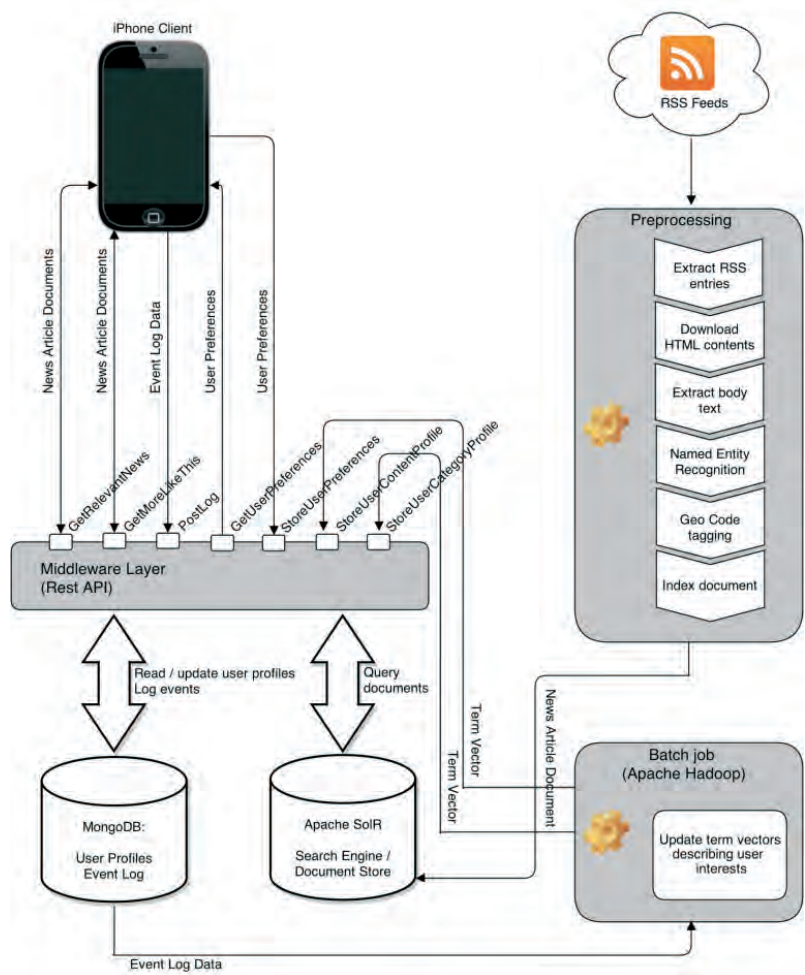 iPhone Client
RSS Feeds
News Article Documents
News Article Documents
Event Log Data
User Preferences
User Preferences
Preprocessing
Extract RSS
entries
Download
HTML contents
Extract body
text
Named Entity
Recognition
Geo Code
tagging
Index document
GetRelevantNews
GetMoreLikeThis
PostLog
GetUserPreferences
StoreUserPreferences
StoreUserContentProfile
StoreUserCategoryProfile
Middleware Layer
(Rest API)
Read / update user profiles
Log events
Query
documents
Term Vector
Term Vector
News Article Document
MongoDB:
User Profiles
Event Log
Apache SolR
Search Engine /
Document Store
Batch job
(Apache Hadoop)
Update term vectors
describing user
interests
Event Log Data